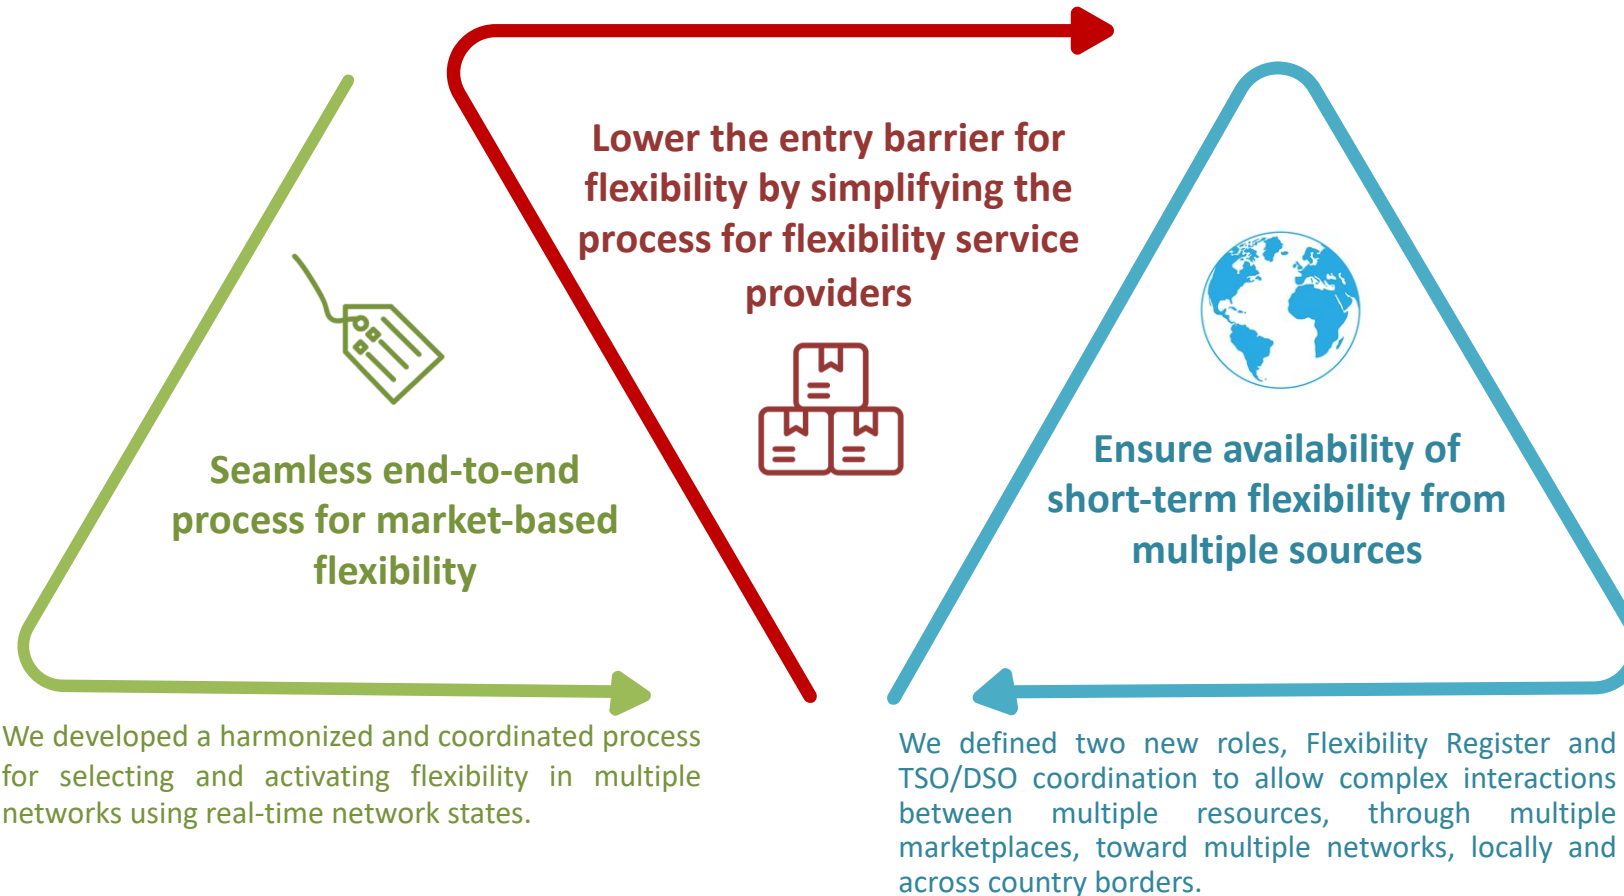 Lower the entry barrier for
flexibility by simplifying the
process for flexibility service
providers
Seamless end-to-end
process for market-based
flexibility
Ensure availability of
short-term flexibility from
multiple sources
We developed a harmonized and coordinated process
for selecting and activating flexibility in multiple
networks using real-time network states.
We defined two new roles, Flexibility Register and
TSO/DSO coordination to allow complex interactions
between multiple resources, through multiple
marketplaces, toward multiple networks, locally and
across country borders.